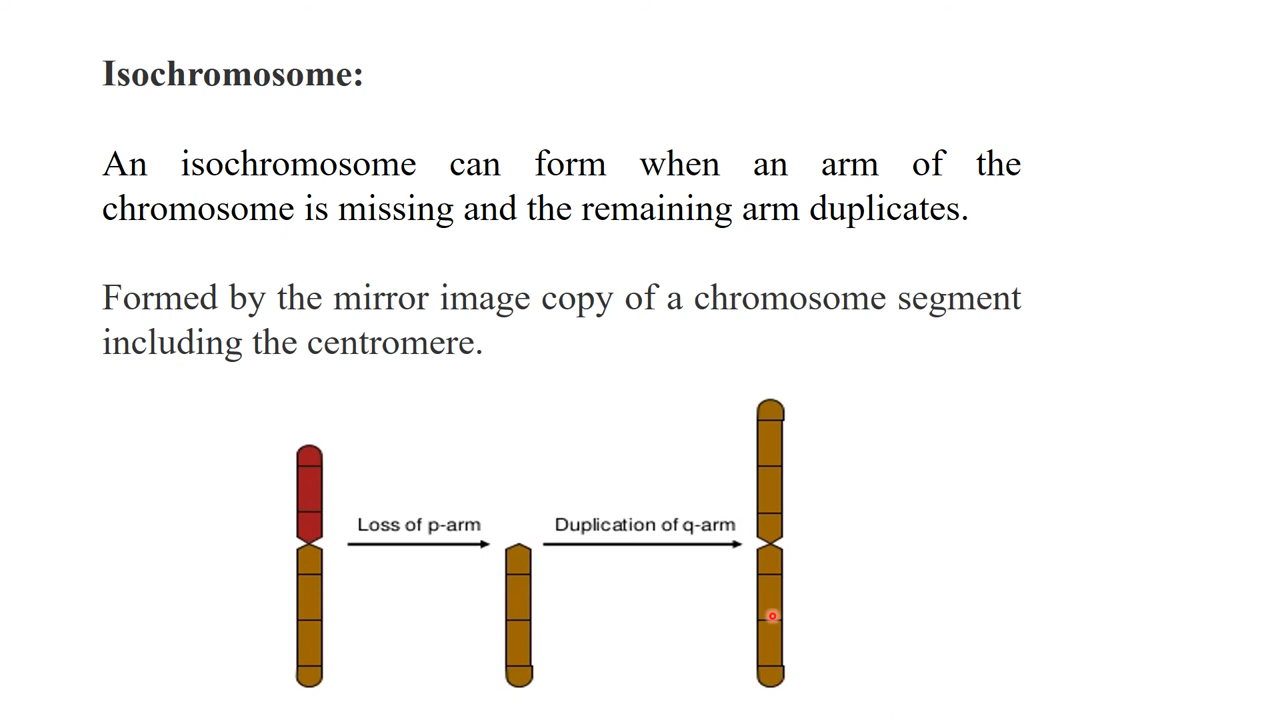 Isochromosome:
An isochromosome can form when an arm of the
chromosome is missing and the remaining arm duplicates.
Formed by the mirror image copy of a chromosome segment
including the centromere.
Loss of p-arm
Duplication of q-arm